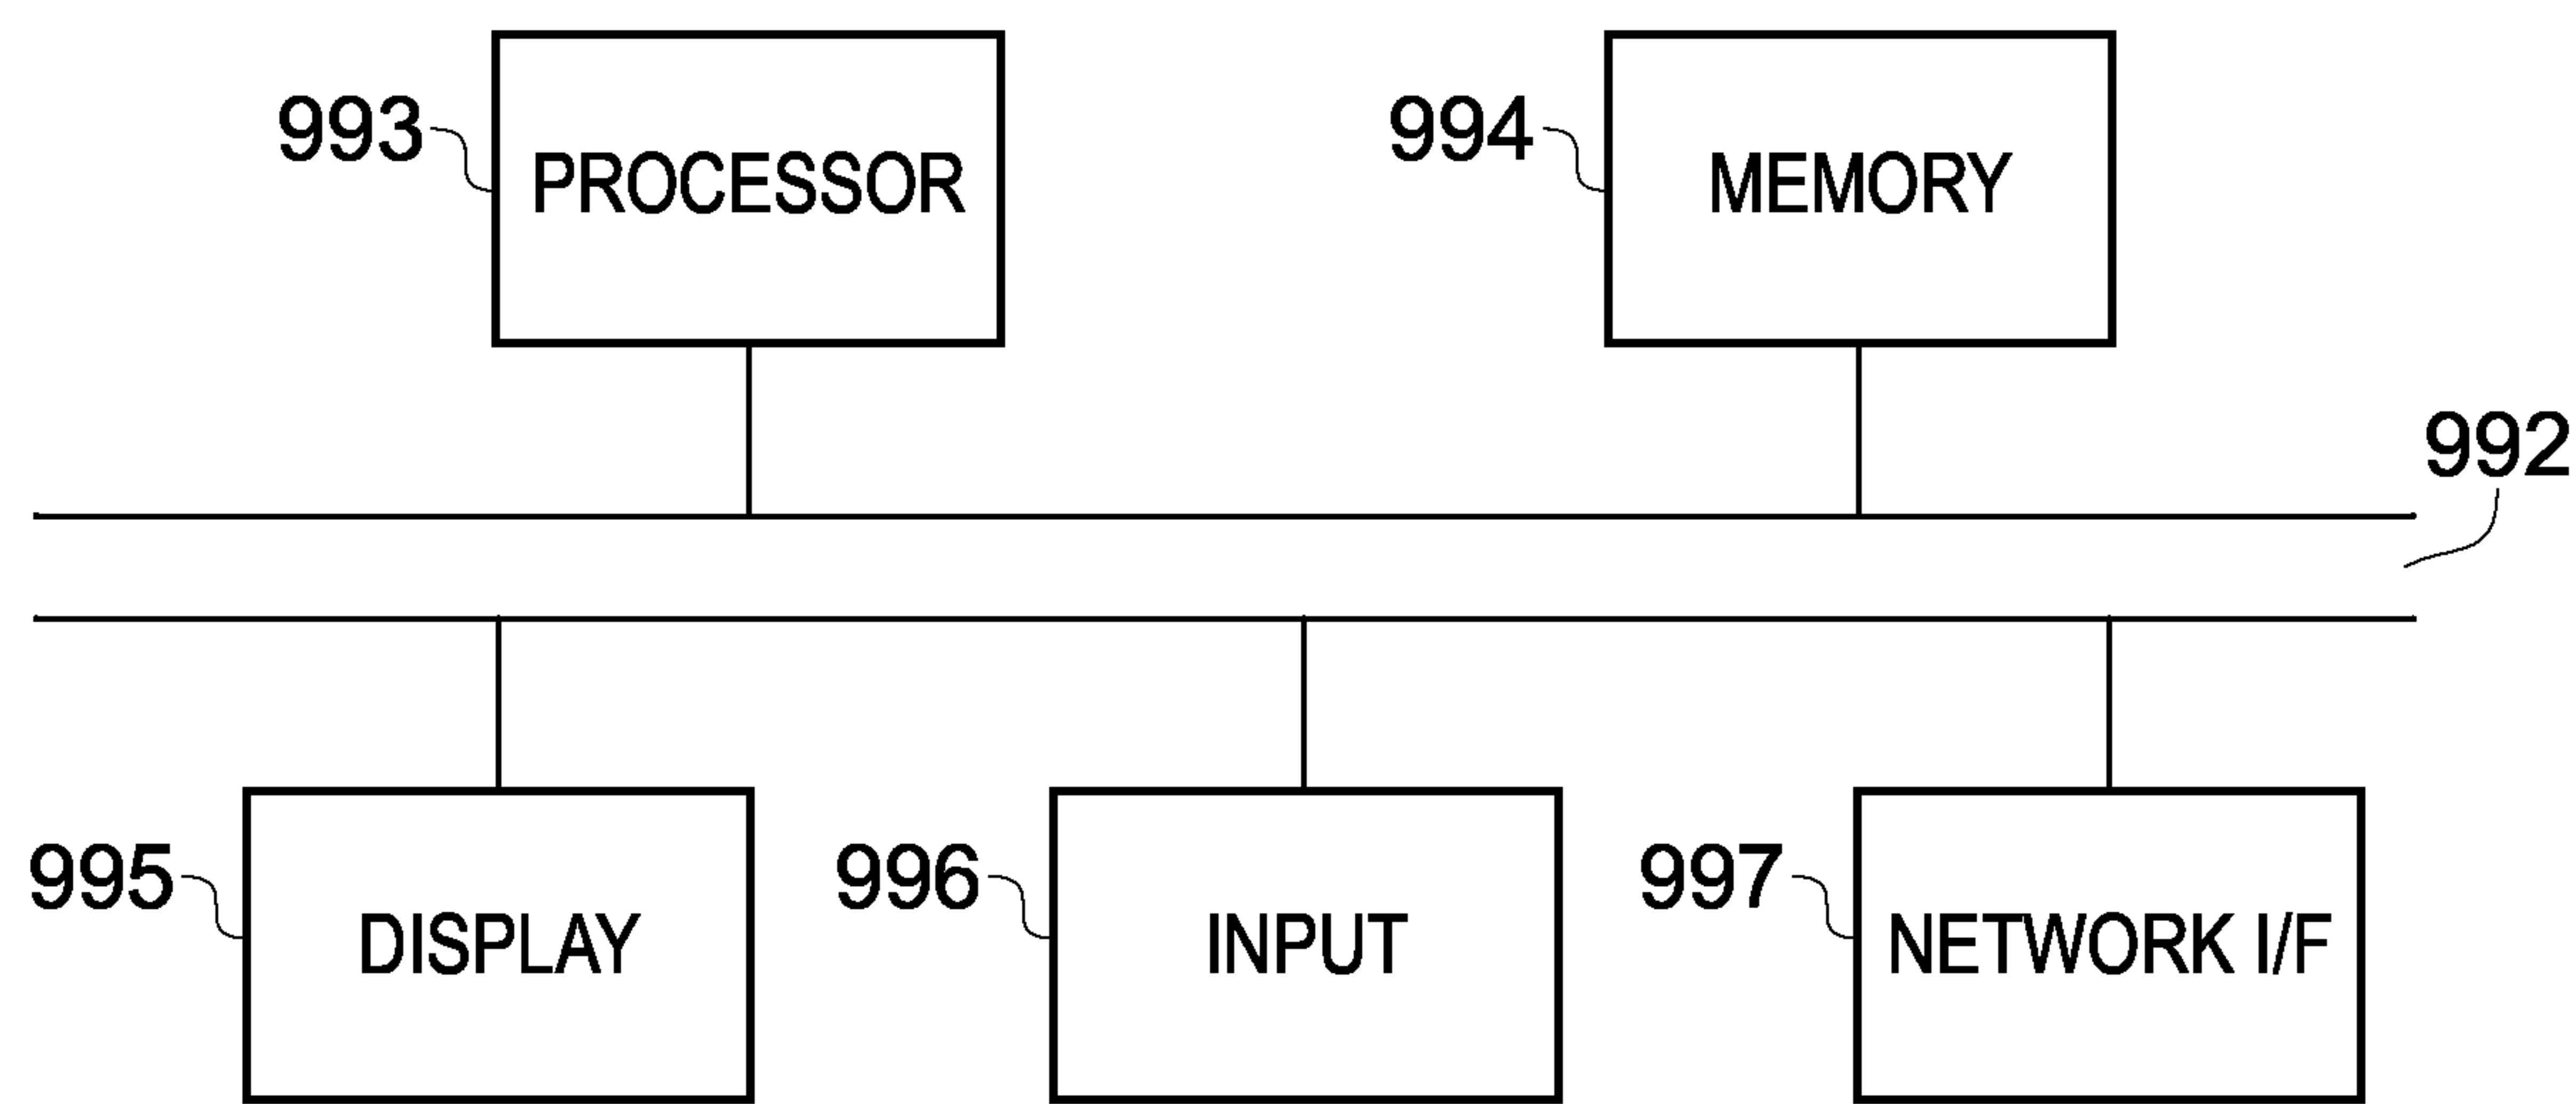 993
PROCESSOR
994
MEMORY
992
995
DISPLAY
996
INPUT
997
NETWORK I/F